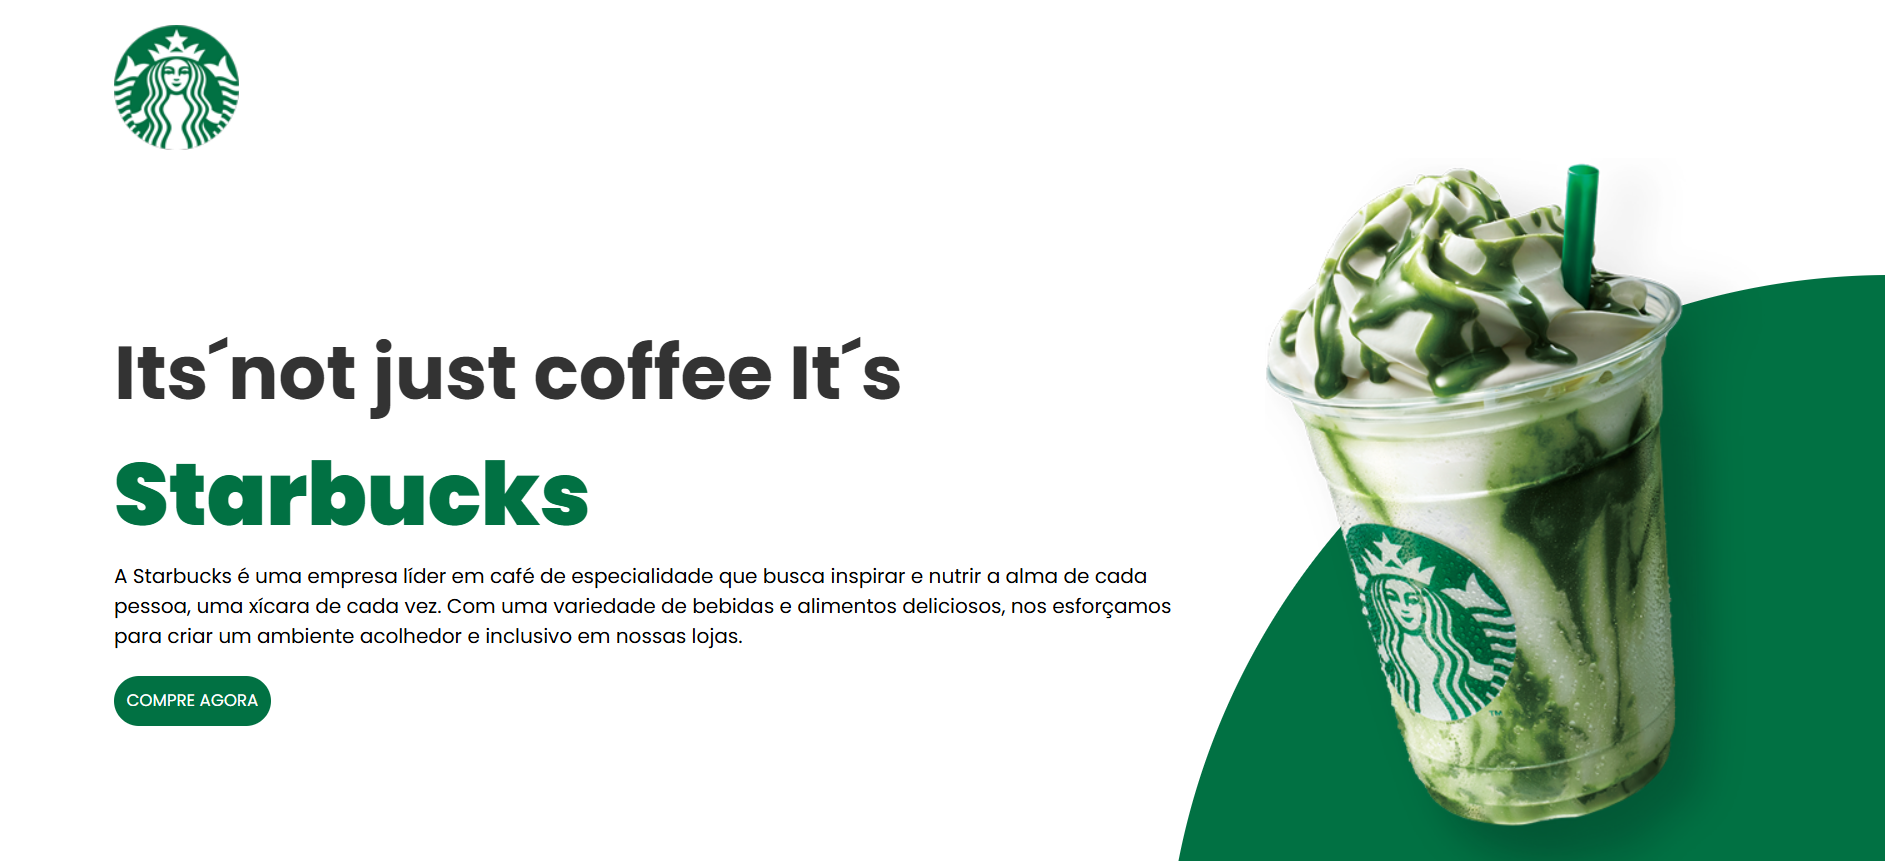 Its´not just coffee It´s
Starbucks
A Starbucks é uma empresa líder em café de especialidade que busca inspirar e nutrir a alma de cada
pessoa, uma xícara de cada vez. Com uma variedade de bebidas e alimentos deliciosos, nos esforçamos
para criar um ambiente acolhedor e inclusivo em nossas lojas.
COMPRE AGORA
TM